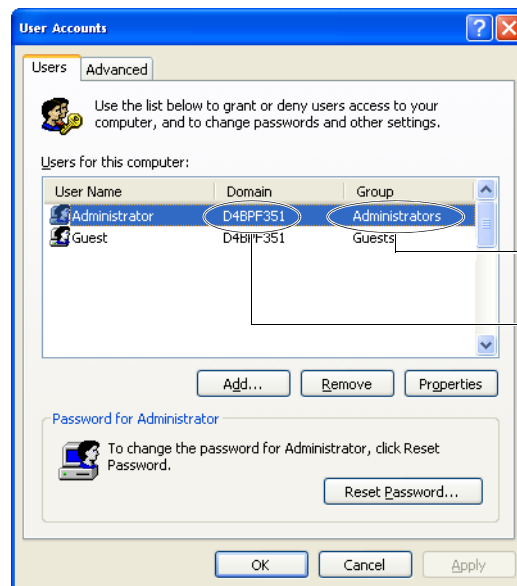 User Accounts
Users Advanced
Use the list below to grant or deny users access to your
computer, and to change passwords and other settings.
Users for this computer:
User Name Domain Group
Administrator D4BPF351 Administrators
Guest D4BPF351 Guests
Add... Remove Properties
Password for Administrator
To change the password for Administrator, click Reset
Password.
Reset Password...
OK Cancel Apply